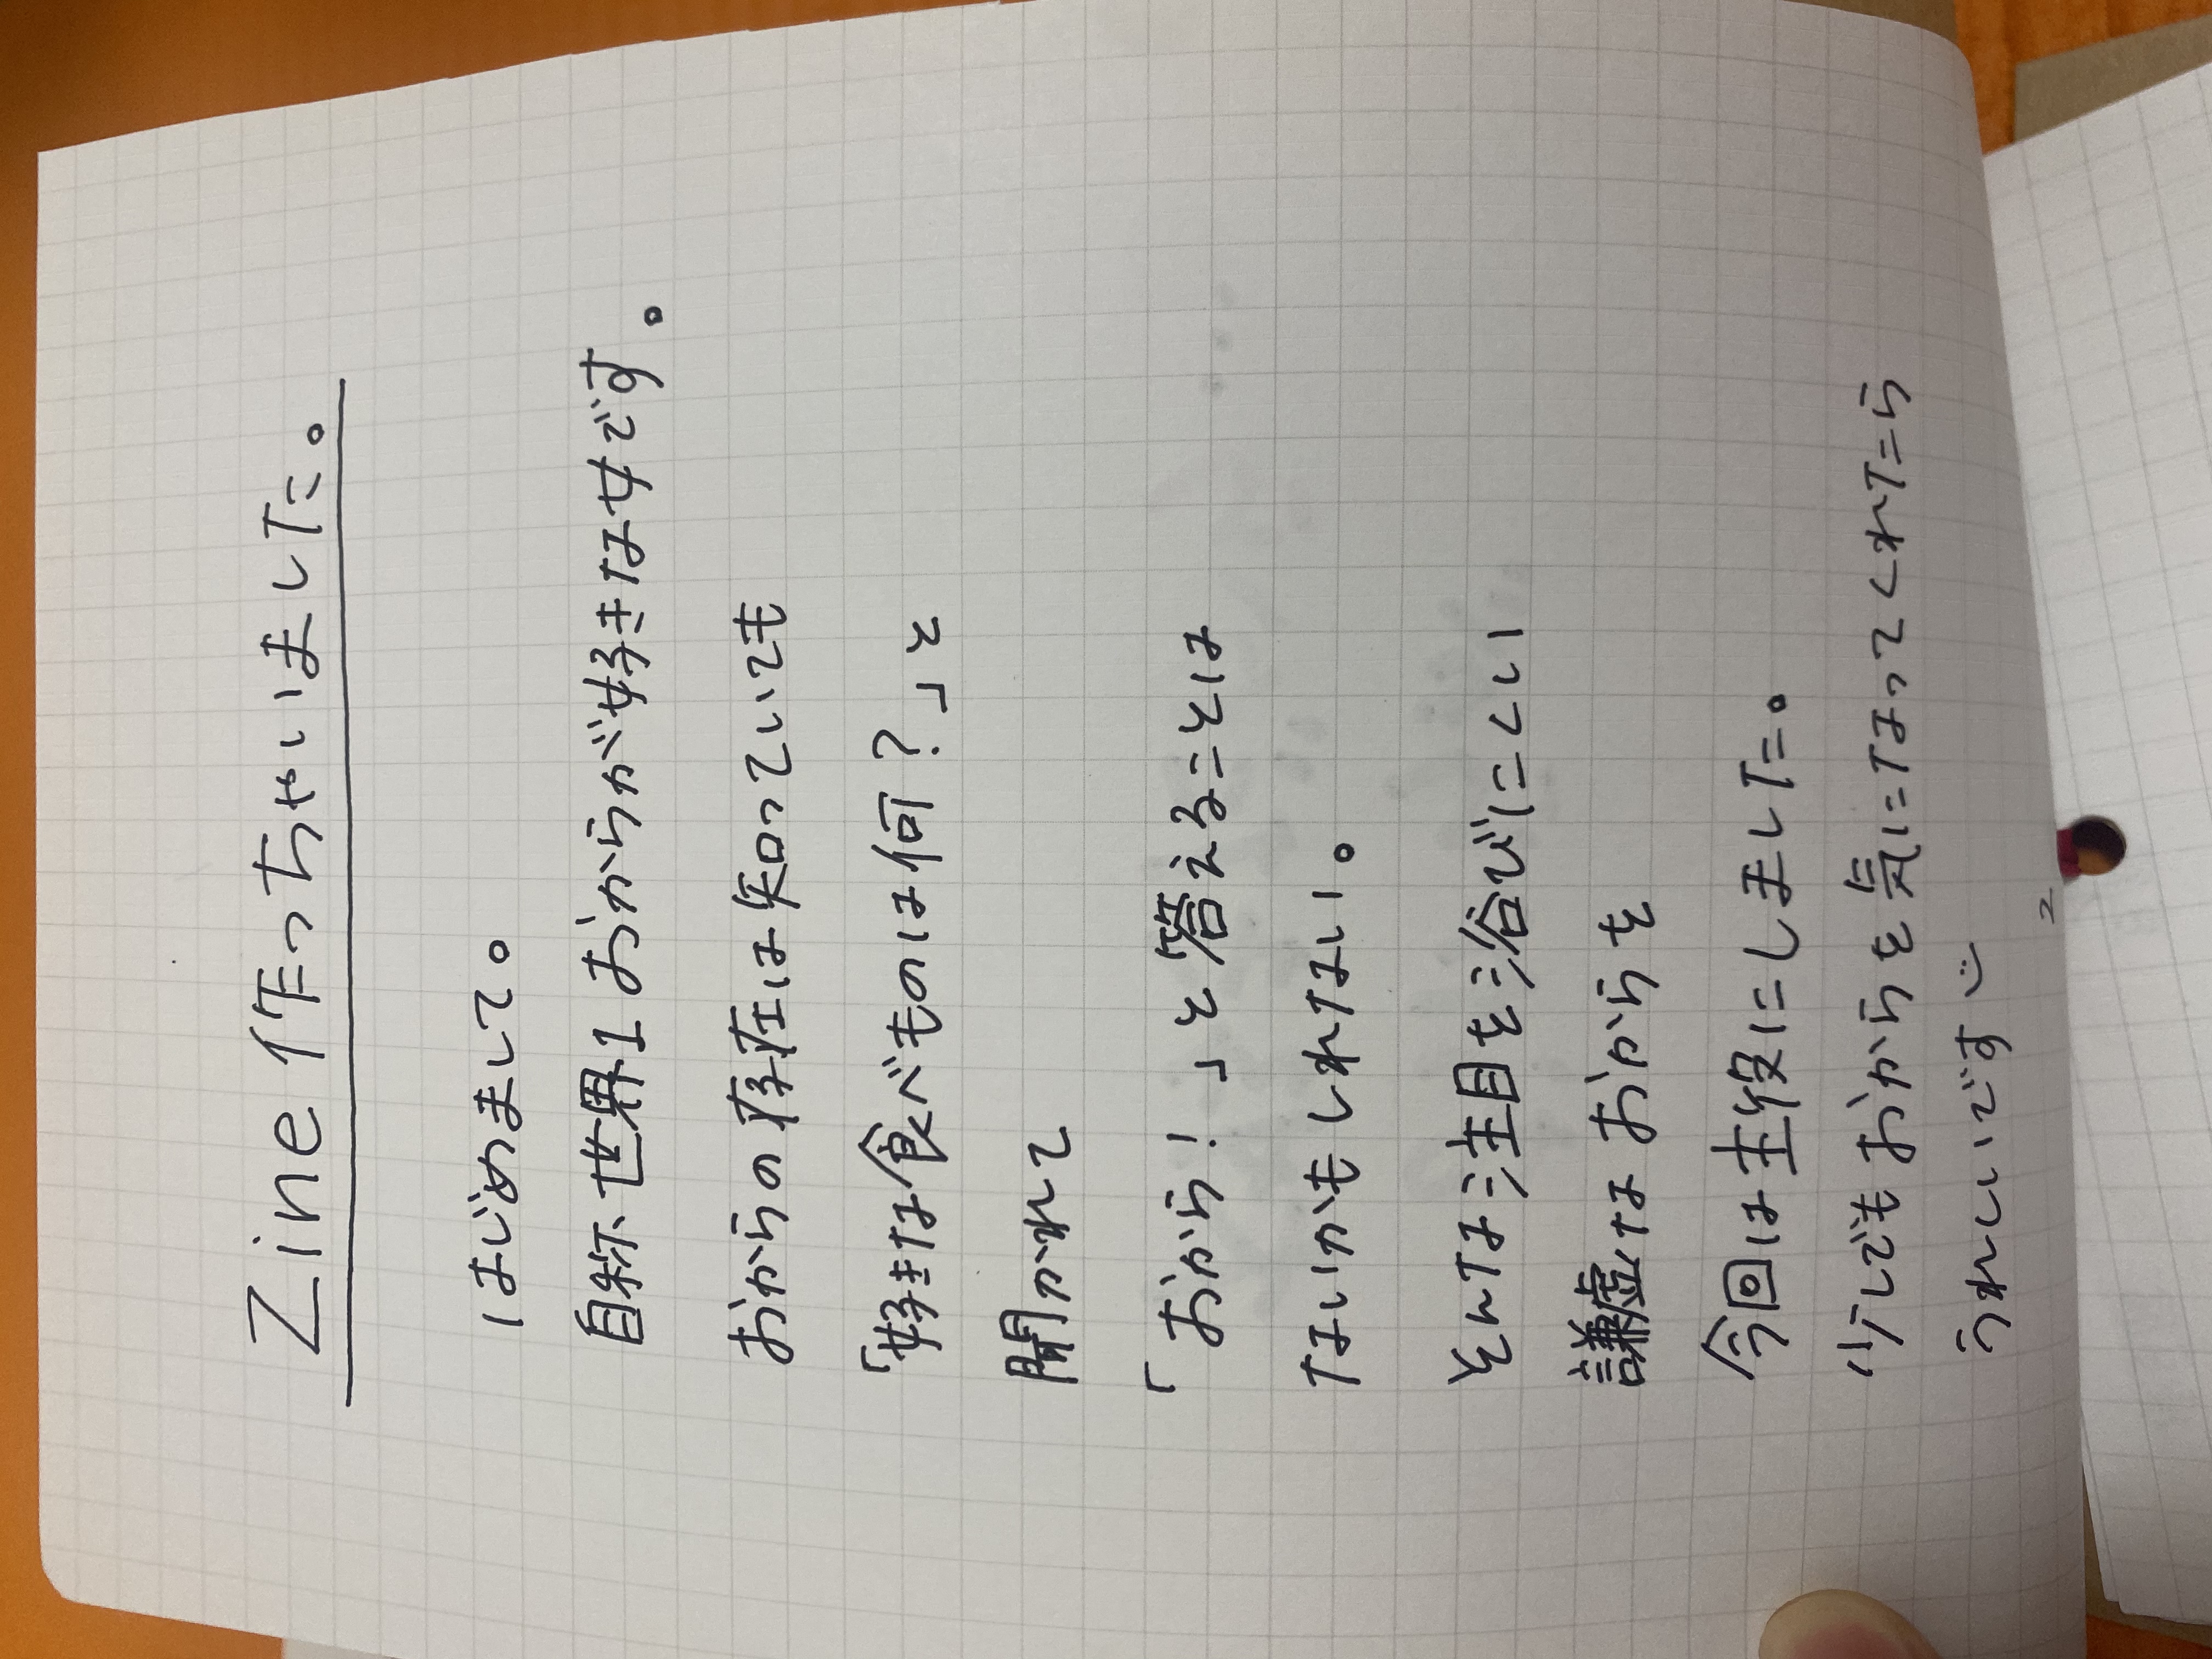 Zine 作っちゃいました。
はじめまして。
自称 世界1 おからが好きな女です。
おからの存在は知っていても
「好きな食べものは何?」と
聞かれて
「おから!」と答えることは
ないかもしれない。
そんな注目を浴びにくい
謙虚な おからを
今回は主役にしました。
少しでもおからを気になってくれたら
うれしいです
2